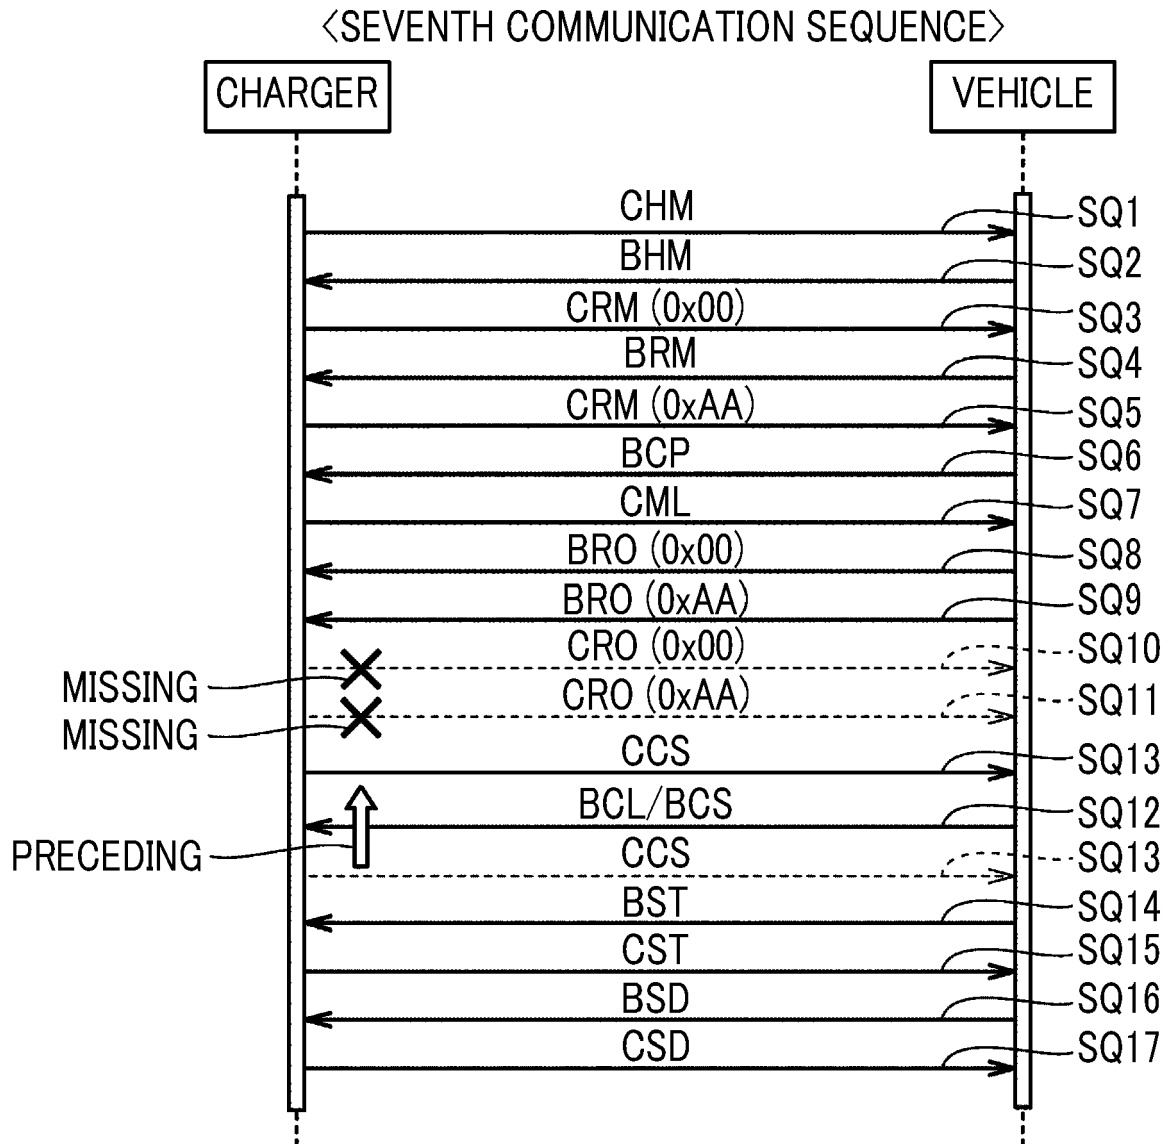 〈SEVENTH COMMUNICATION SEQUENCE〉
CHARGER VEHICLE
CHM SQ1
BHM SQ2
CRM (0x00) SQ3
BRM SQ4
CRM (0xAA) SQ5
BCP SQ6
CML SQ7
BRO (0x00) SQ8
BRO (0xAA) SQ9
CRO (0x00) SQ10
MISSING
CRO (0xAA) SQ11
MISSING
CCS SQ13
BCL/BCS SQ12
PRECEDING
CCS SQ13
BST SQ14
CST SQ15
BSD SQ16
CSD SQ17